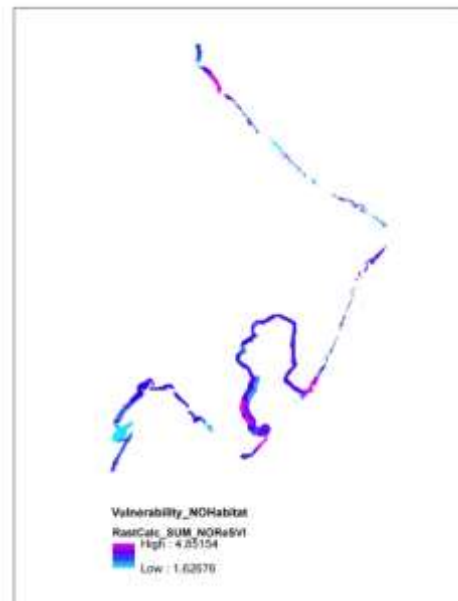 Vulnerability_NOHabitat
RastCalc_SUM_NOReSVI
High : 4.85154
Low : 1.62676